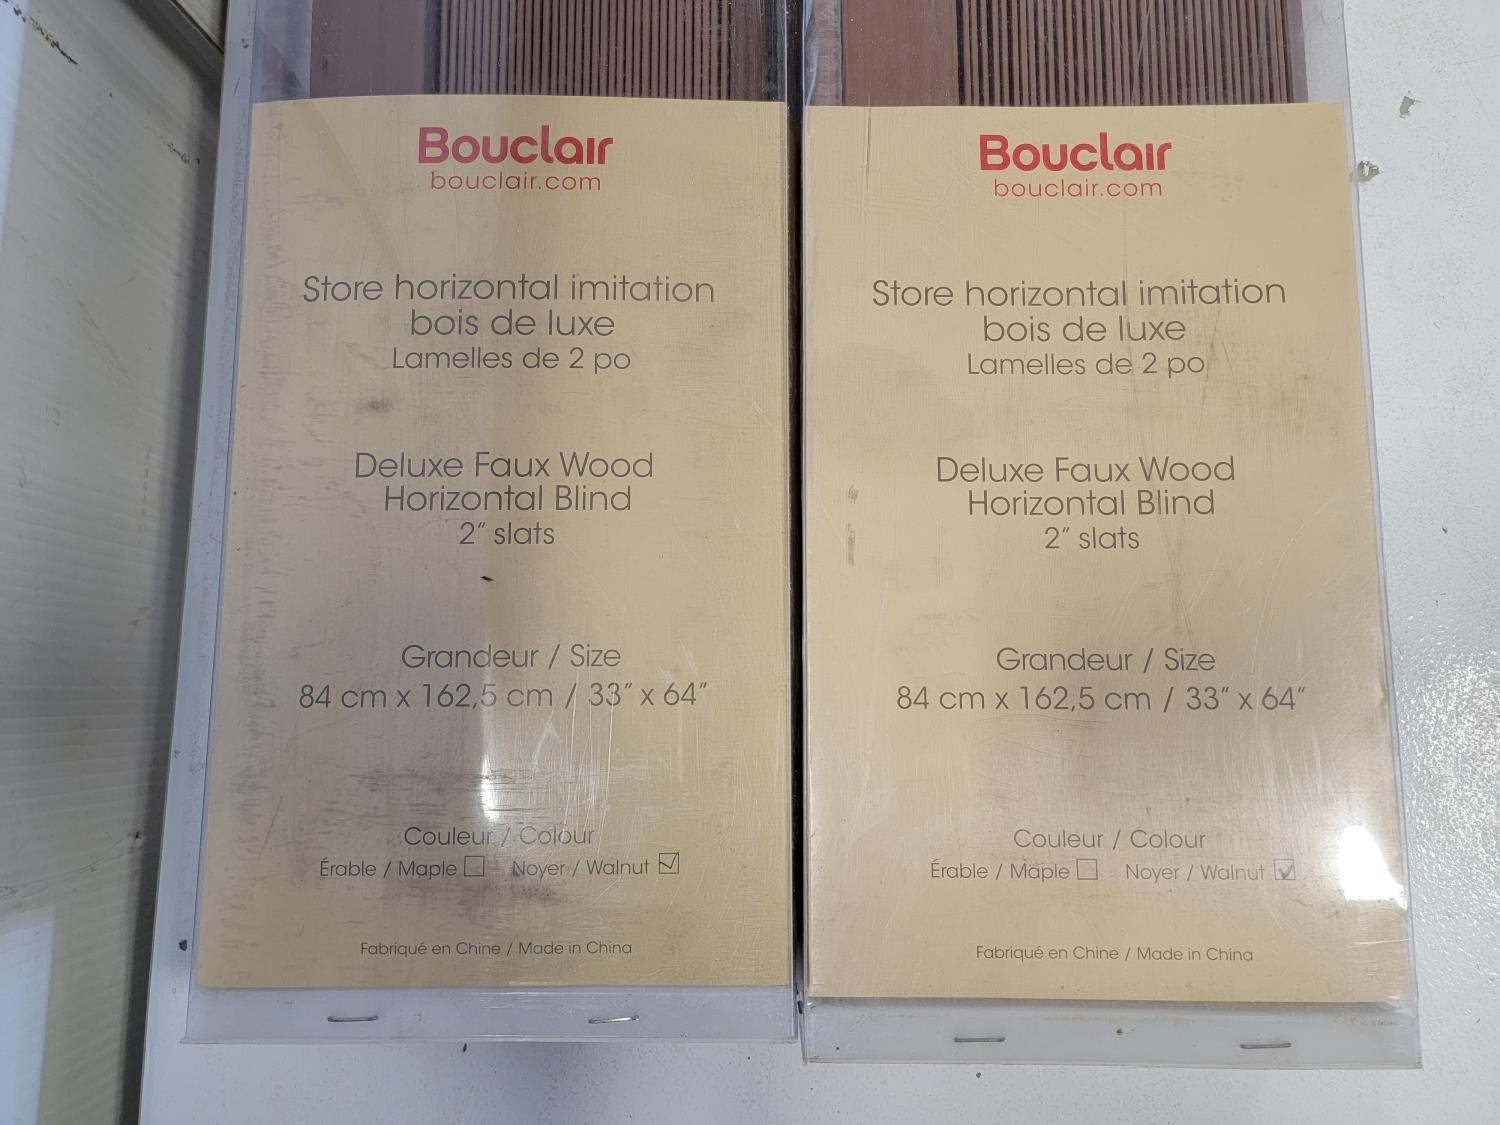 Bouclair
bouclair.com
Store horizontal imitation
bois de luxe
Lamelles de 2 po
Deluxe Faux Wood
Horizontal Blind
2” slats
Grandeur / Size
84 cm x 162,5 cm / 33” x 64”
Couleur / Colour
Érable / Maple ☐ Noyer / Walnut ☑
Fabriqué en Chine / Made in China
Bouclair
bouclair.com
Store horizontal imitation
bois de luxe
Lamelles de 2 po
Deluxe Faux Wood
Horizontal Blind
2” slats
Grandeur / Size
84 cm x 162,5 cm / 33” x 64”
Couleur / Colour
Érable / Maple ☐ Noyer / Walnut ☑
Fabriqué en Chine / Made in China